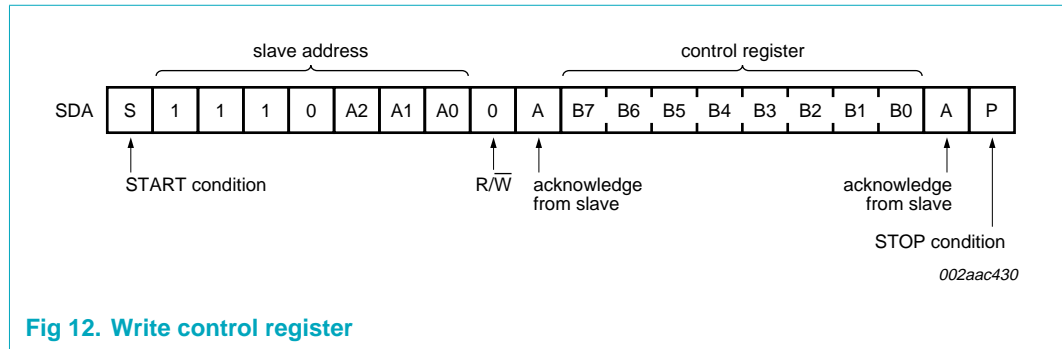 slave address control register
SDA S 1 1 1 0 A2 A1 A0 0 A B7 B6 B5 B4 B3 B2 B1 B0 A P
START condition R/W̅ acknowledge from slave acknowledge from slave
STOP condition
002aac430
Fig 12. Write control register